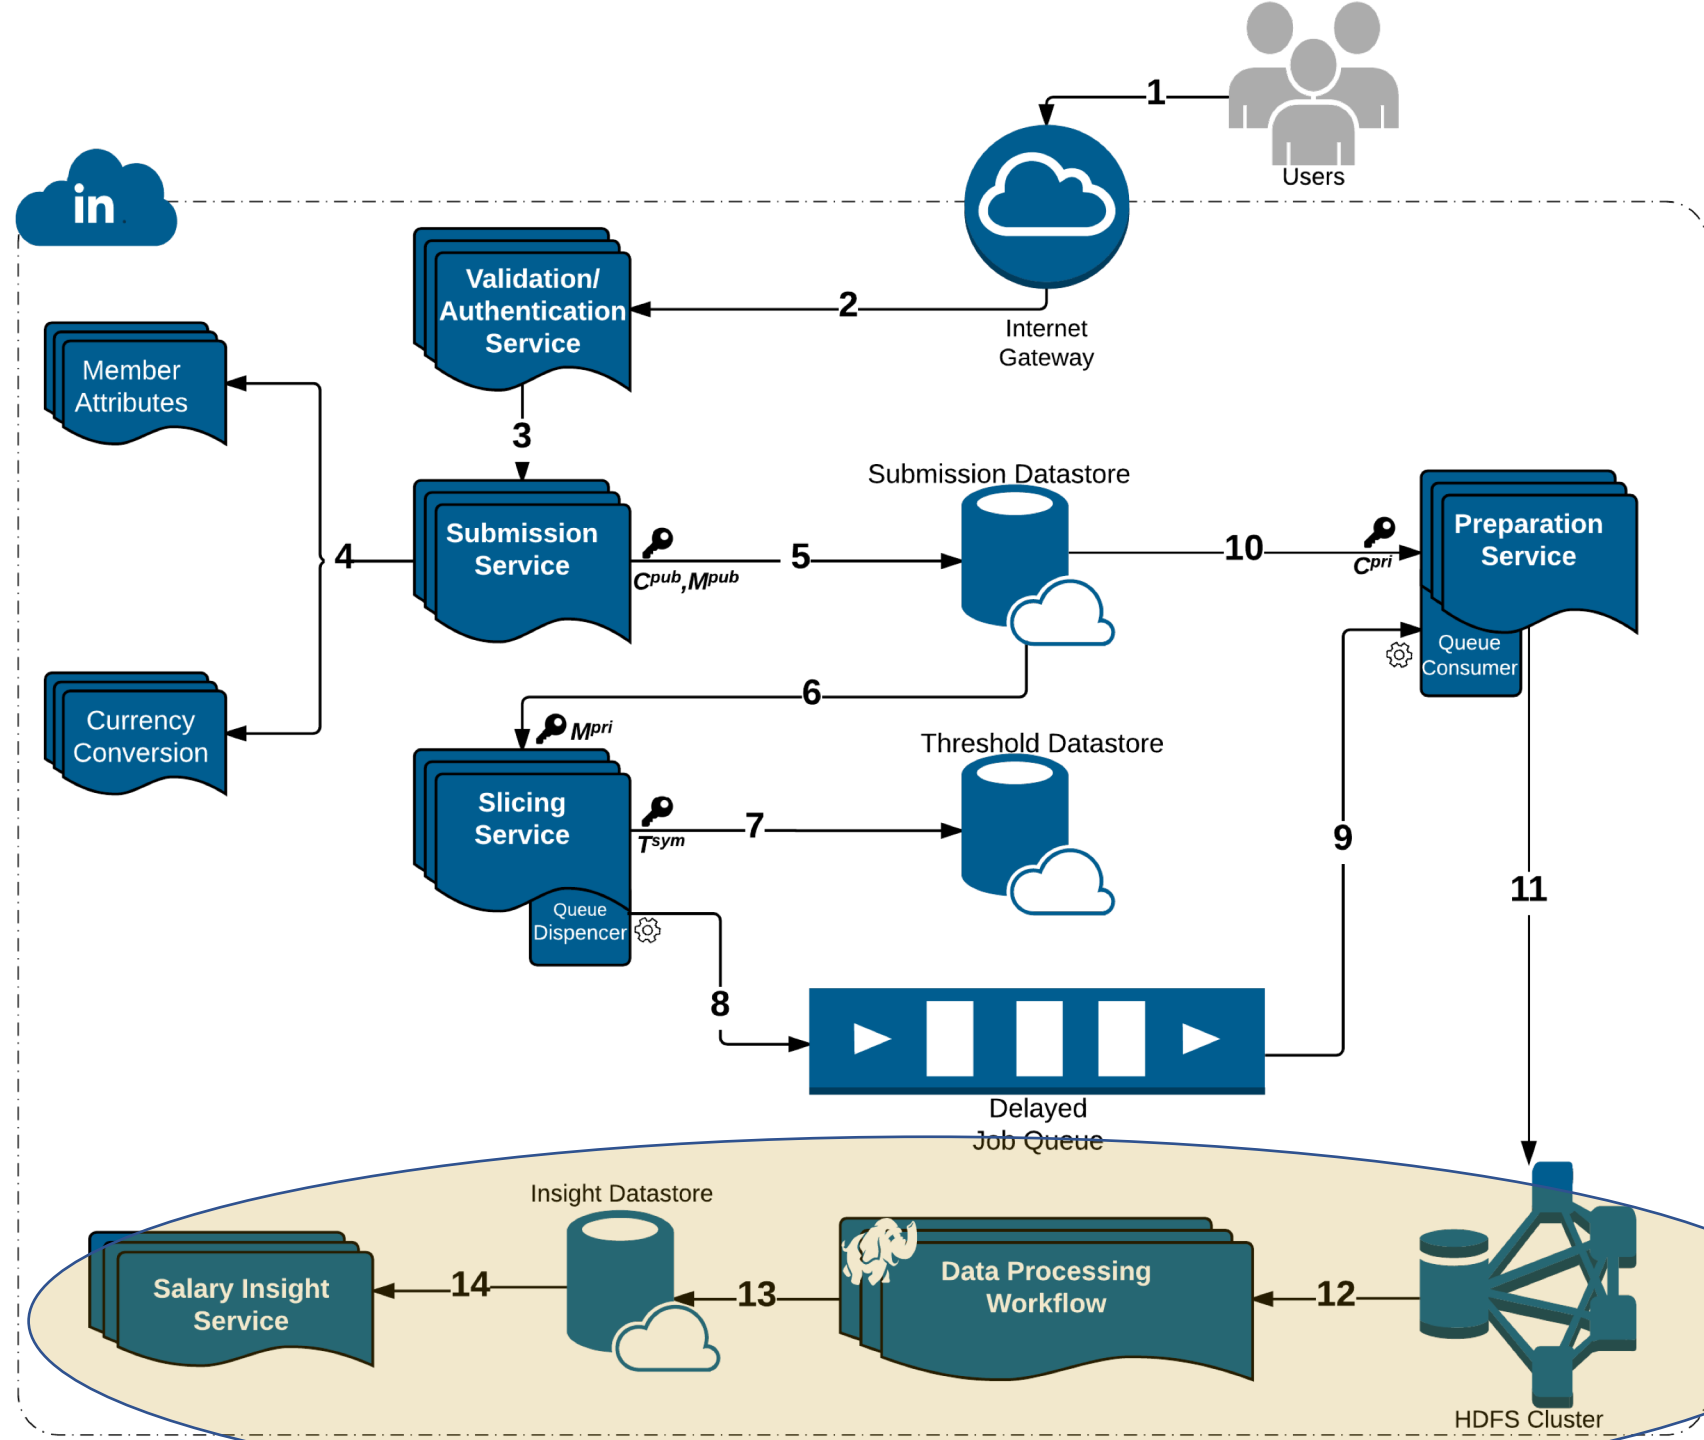 1
Users
in
Validation/
Authentication
Service
2
Internet
Gateway
Member
Attributes
3
Submission Datastore
Submission
Service
4
Cpub,Mpub
5
10
Cpri
Preparation
Service
Queue
Consumer
6
Mpri
Currency
Conversion
Threshold Datastore
Slicing
Service
Tsym
7
9
Queue
Dispencer
11
8
Delayed
Job Queue
Insight Datastore
Salary Insight
Service
14
13
Data Processing
Workflow
12
HDFS Cluster